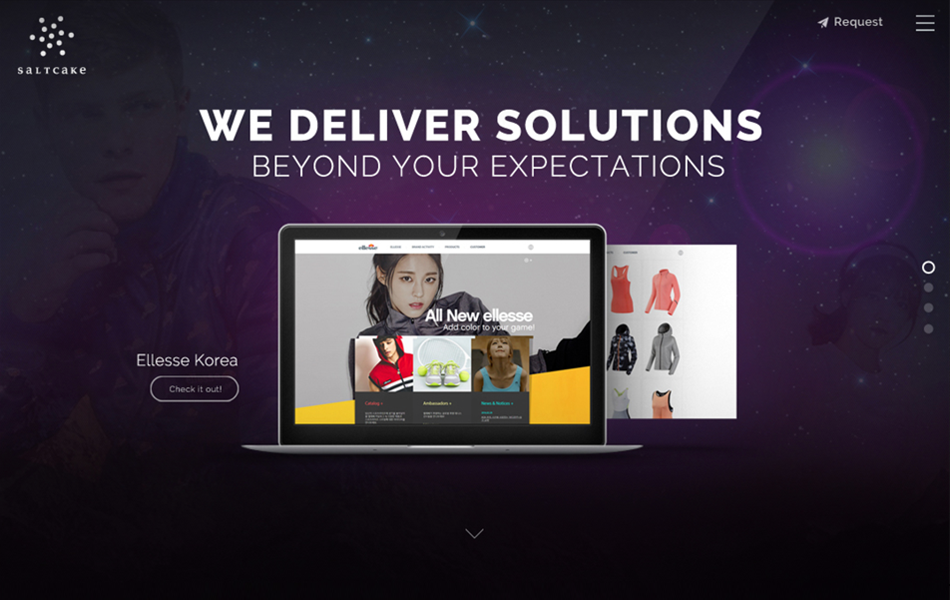 saltcake
Request
WE DELIVER SOLUTIONS
BEYOND YOUR EXPECTATIONS
ellesse
All New ellesse
Add color to your game!
Ellesse Korea
Check it out!
Catalog »
Ambassadors »
News & Notices »